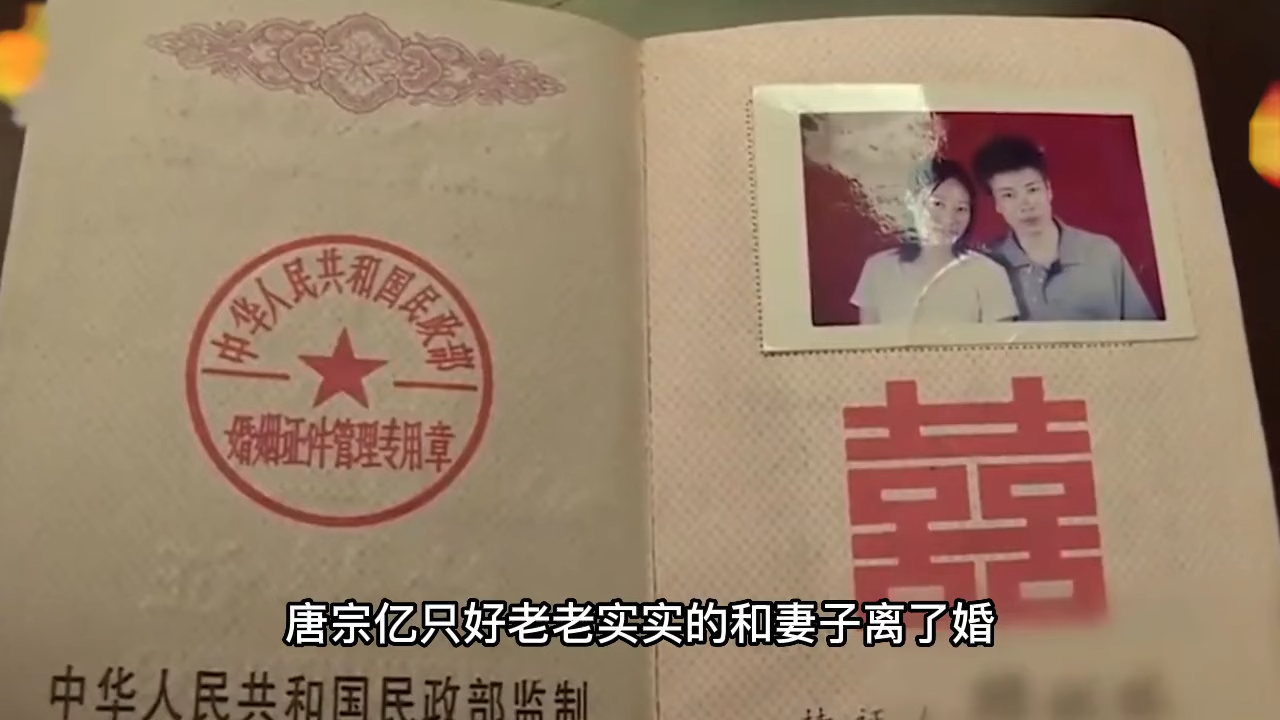 中华人民共和国民政部
婚姻证件管理专用章
中华人民共和国民政部监制
囍
唐宗亿只好老老实实的和妻子离了婚